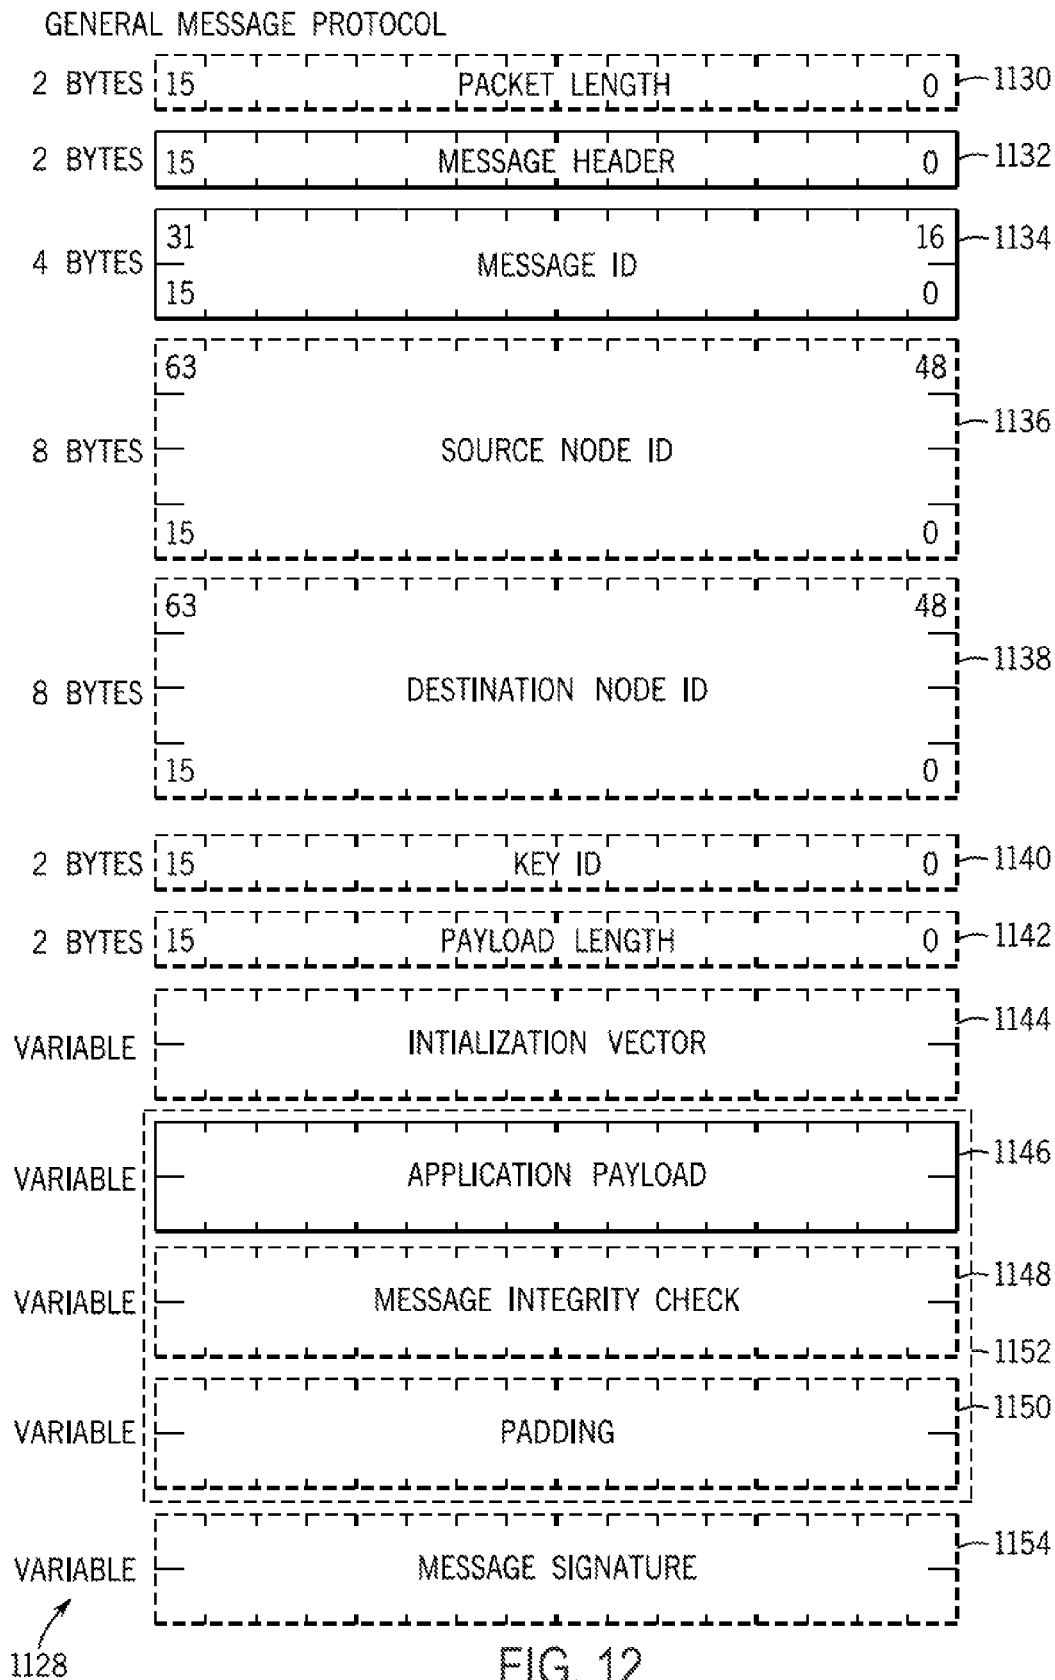 GENERAL MESSAGE PROTOCOL
2 BYTES 15 PACKET LENGTH 0 1130
2 BYTES 15 MESSAGE HEADER 0 1132
31 16 1134
4 BYTES MESSAGE ID
15 0
63 48
1136
8 BYTES SOURCE NODE ID
15 0
63 48
1138
8 BYTES DESTINATION NODE ID
15 0
2 BYTES 15 KEY ID 0 1140
2 BYTES 15 PAYLOAD LENGTH 0 1142
1144
VARIABLE INTIALIZATION VECTOR
1146
VARIABLE APPLICATION PAYLOAD
1148
VARIABLE MESSAGE INTEGRITY CHECK
1152
1150
VARIABLE PADDING
1154
VARIABLE MESSAGE SIGNATURE
1128
FIG. 12